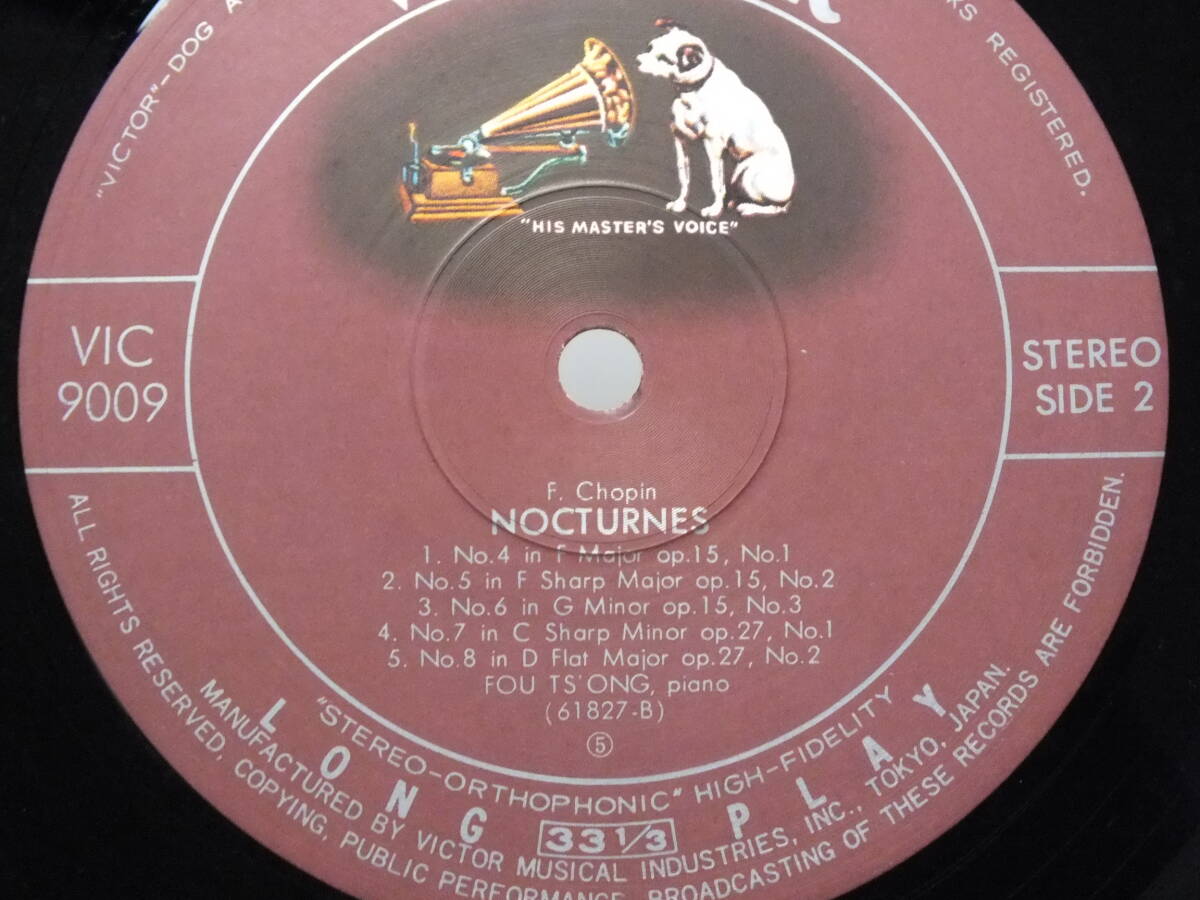 "VICTOR"-DOG
REGISTERED.
"HIS MASTER'S VOICE"
VIC
9009
STEREO
SIDE 2
F. Chopin
NOCTURNES
1. No.4 in F Major op.15, No.1
2. No.5 in F Sharp Major op.15, No.2
3. No.6 in G Minor op.15, No.3
4. No.7 in C Sharp Minor op.27, No.1
5. No.8 in D Flat Major op.27, No.2
FOU TS'ONG, piano
(61827-B)
⑤
"STEREO-ORTHOPHONIC" HIGH-FIDELITY
LONG 33 1/3 PLAY
MANUFACTURED BY VICTOR MUSICAL INDUSTRIES, INC., TOKYO, JAPAN.
ALL RIGHTS RESERVED, COPYING, PUBLIC PERFORMANCE, BROADCASTING OF THESE RECORDS ARE FORBIDDEN.